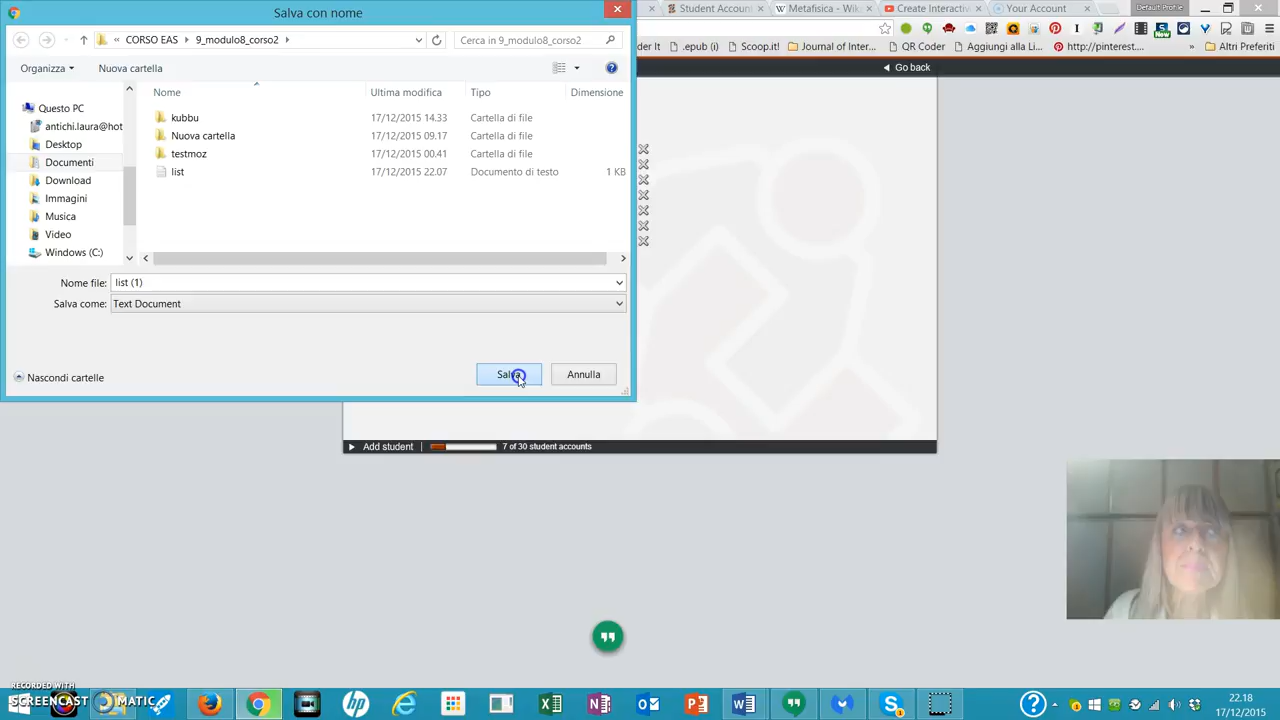 Salva con nome
« CORSO EAS 9_modulo8_corso2
Cerca in 9_modulo8_corso2
Organizza
Nuova cartella
Nome
Ultima modifica
Tipo
Dimensione
kubbu 17/12/2015 14.33 Cartella di file
Nuova cartella 17/12/2015 09.17 Cartella di file
testmoz 17/12/2015 00.41 Cartella di file
list 17/12/2015 22.07 Documento di testo 1 KB
Questo PC
antichi.laura@hot
Desktop
Documenti
Download
Immagini
Musica
Video
Windows (C:)
Nome file: list (1)
Salva come: Text Document
Nascondi cartelle
Salva
Annulla
Student Accoun
Metafisica - Wik
Create Interactiv
Your Account
Default Profile
der It
.epub (i)
Scoop.it!
Journal of Inter...
QR Coder
Aggiungi alla Li...
http://pinterest....
»
Altri Preferiti
Go back
Add student
7 of 30 student accounts
RECORDED WITH
SCREENCAST MATIC
22.18
17/12/2015